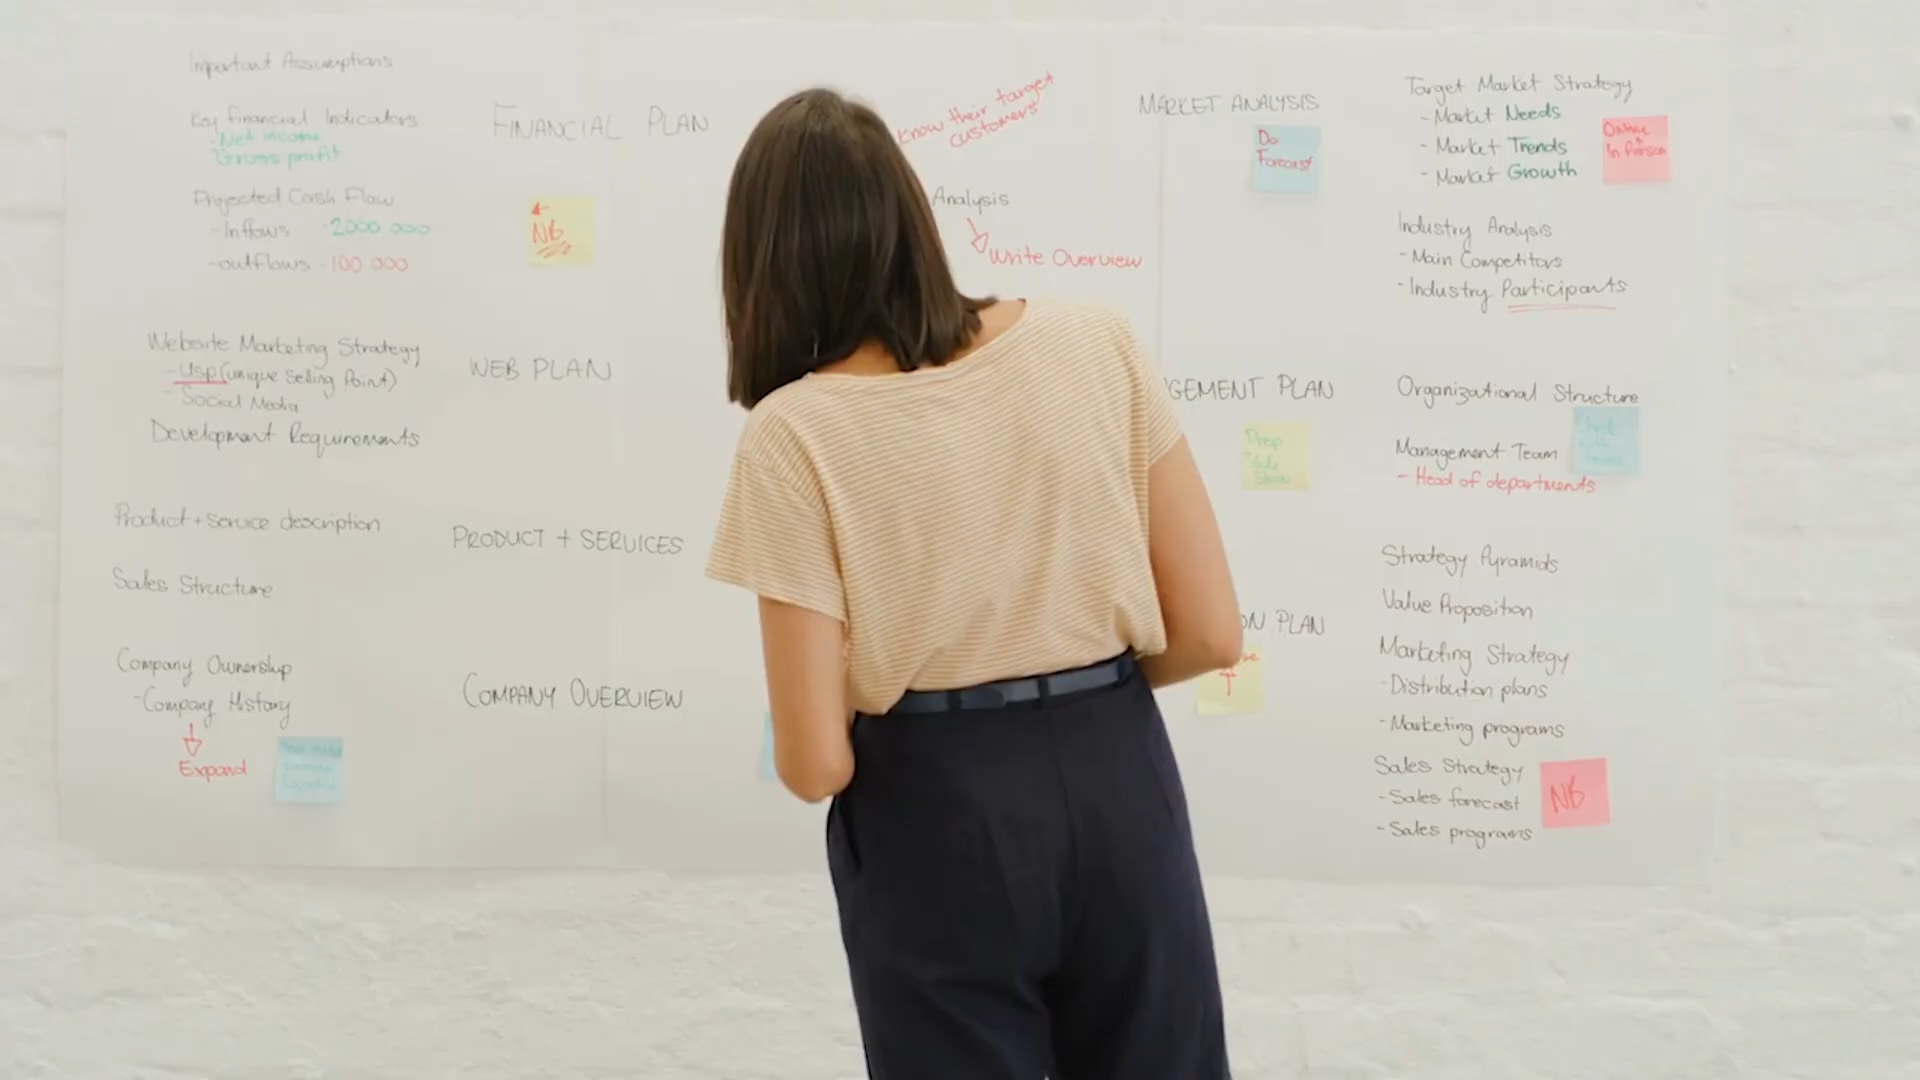 Important Assumptions
Key financial Indicators
- Net income
Gross profit
Projected Cash Flow
- Inflows - 2000 000
- outflows - 100 000
FINANCIAL PLAN
NB
Website Marketing Strategy
- Usp (unique Selling Point)
- Social Media
Development Requirements
WEB PLAN
Product + Service description
Sales Structure
PRODUCT + SERVICES
Company Ownership
- Company History
Expand
COMPANY OVERVIEW
know their target
customers
Analysis
Write Overview
MARKET ANALYSIS
Do
Forecast
Target Market Strategy
- Market Needs
- Market Trends
- Market Growth
Online
+
In Person
Industry Analysis
- Main Competitors
- Industry Participants
GEMENT PLAN
Prep
Slide
Show
Organizational Structure
Management Team
- Head of departments
ON PLAN
Strategy Pyramids
Value Proposition
Marketing Strategy
- Distribution plans
- Marketing programs
Sales Strategy
- Sales forecast
- Sales programs
NB